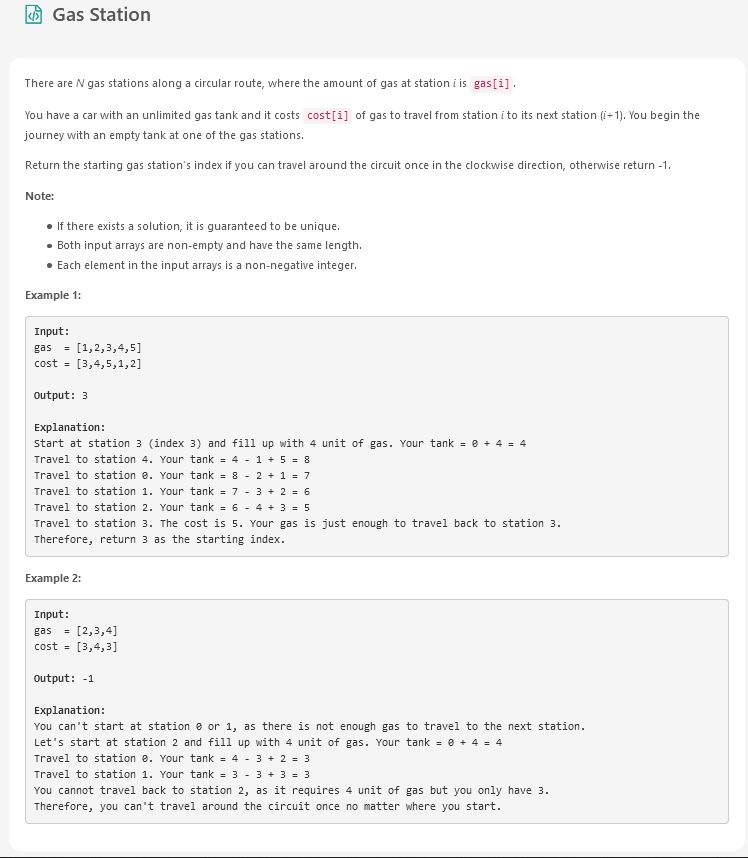 Gas Station
There are N gas stations along a circular route, where the amount of gas at station i is gas[i].
You have a car with an unlimited gas tank and it costs cost[i] of gas to travel from station i to its next station (i+1). You begin the
journey with an empty tank at one of the gas stations.
Return the starting gas station's index if you can travel around the circuit once in the clockwise direction, otherwise return -1.
Note:
• If there exists a solution, it is guaranteed to be unique.
• Both input arrays are non-empty and have the same length.
• Each element in the input arrays is a non-negative integer.
Example 1:
Input:
gas  = [1,2,3,4,5]
cost = [3,4,5,1,2]
Output: 3
Explanation:
Start at station 3 (index 3) and fill up with 4 unit of gas. Your tank = 0 + 4 = 4
Travel to station 4. Your tank = 4 - 1 + 5 = 8
Travel to station 0. Your tank = 8 - 2 + 1 = 7
Travel to station 1. Your tank = 7 - 3 + 2 = 6
Travel to station 2. Your tank = 6 - 4 + 3 = 5
Travel to station 3. The cost is 5. Your gas is just enough to travel back to station 3.
Therefore, return 3 as the starting index.
Example 2:
Input:
gas  = [2,3,4]
cost = [3,4,3]
Output: -1
Explanation:
You can't start at station 0 or 1, as there is not enough gas to travel to the next station.
Let's start at station 2 and fill up with 4 unit of gas. Your tank = 0 + 4 = 4
Travel to station 0. Your tank = 4 - 3 + 2 = 3
Travel to station 1. Your tank = 3 - 3 + 3 = 3
You cannot travel back to station 2, as it requires 4 unit of gas but you only have 3.
Therefore, you can't travel around the circuit once no matter where you start.